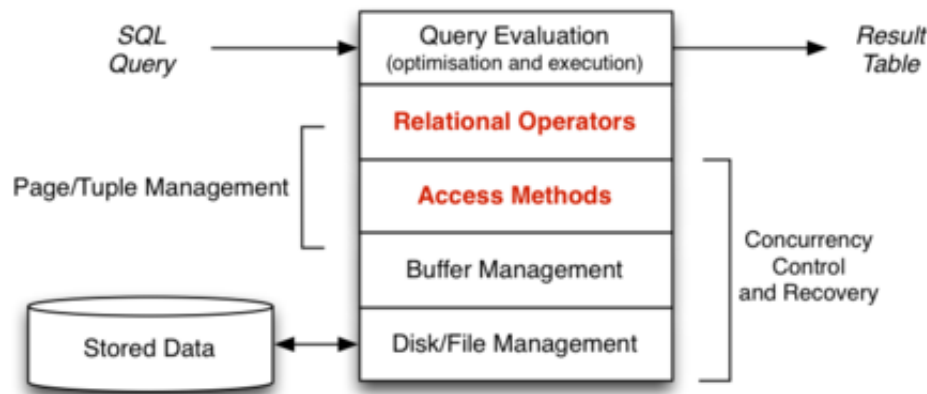 SQL
Query
Query Evaluation
(optimisation and execution)
Result
Table
Relational Operators
Page/Tuple Management
Access Methods
Buffer Management
Concurrency
Control
and Recovery
Stored Data
Disk/File Management